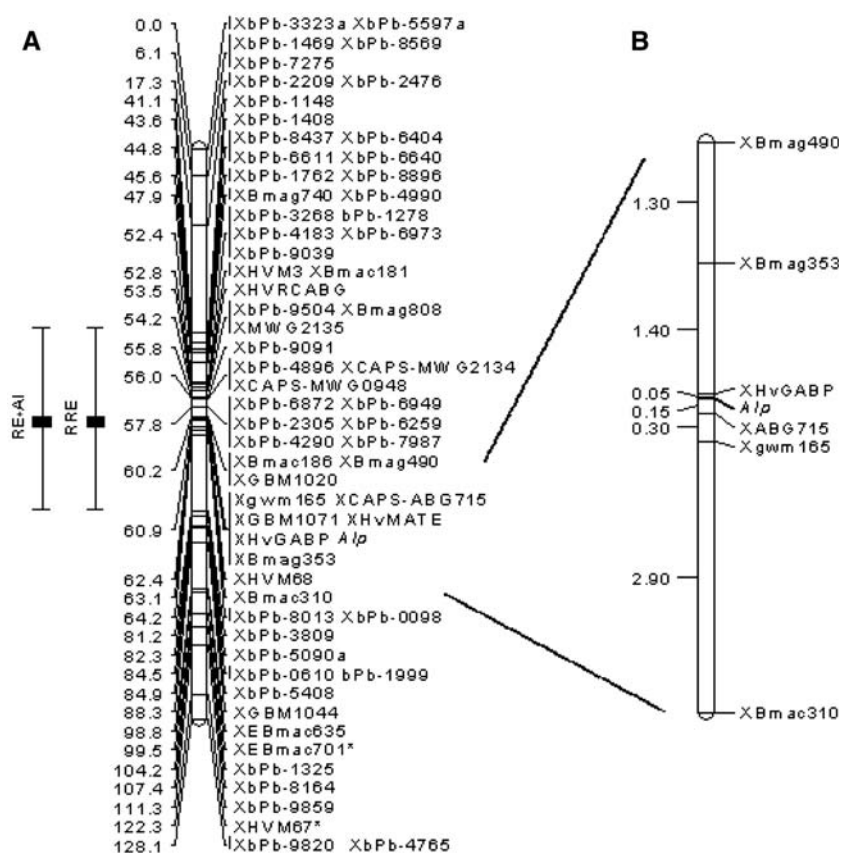 A
B
0.0
6.1
17.3
41.1
43.6
44.8
45.6
47.9
52.4
52.8
53.5
54.2
55.8
56.0
57.8
60.2
60.9
62.4
63.1
64.2
81.2
82.3
84.5
84.9
88.3
98.8
99.5
104.2
107.4
111.3
122.3
128.1
XbPb-3323a XbPb-5597a
XbPb-1469 XbPb-8569
XbPb-7275
XbPb-2209 XbPb-2476
XbPb-1148
XbPb-1408
XbPb-8437 XbPb-6404
XbPb-6611 XbPb-6640
XbPb-1762 XbPb-8896
XBmag740 XbPb-4990
XbPb-3268 bPb-1278
XbPb-4183 XbPb-6973
XbPb-9039
XHVM3 XBmac181
XHVRCABG
XbPb-9504 XBmag808
XMWG2135
XbPb-9091
XbPb-4896 XCAPS-MWG2134
XCAPS-MWG0948
XbPb-6872 XbPb-6949
XbPb-2305 XbPb-6259
XbPb-4290 XbPb-7987
XBmac186 XBmag490
XGBM1020
Xgwm165 XCAPS-ABG715
XGBM1071 XHvMATE
XHvGABP Alp
XBmag353
XHVM68
XBmac310
XbPb-8013 XbPb-0098
XbPb-3809
XbPb-5090a
XbPb-0610 bPb-1999
XbPb-5408
XGBM1044
XEBmac635
XEBmac701*
XbPb-1325
XbPb-8164
XbPb-9859
XHVM67*
XbPb-9820 XbPb-4765
RE+Al
RRE
1.30
1.40
0.05
0.15
0.30
2.90
XBmag490
XBmag353
XHvGABP
Alp
XABG715
Xgwm165
XBmac310